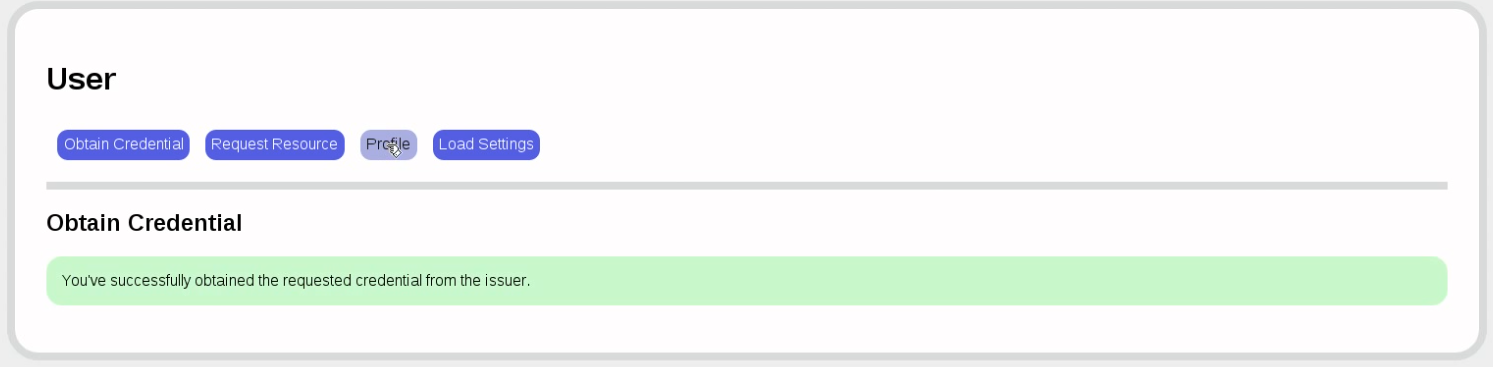 User
Obtain Credential Request Resource Profile Load Settings
Obtain Credential
You've successfully obtained the requested credential from the issuer.